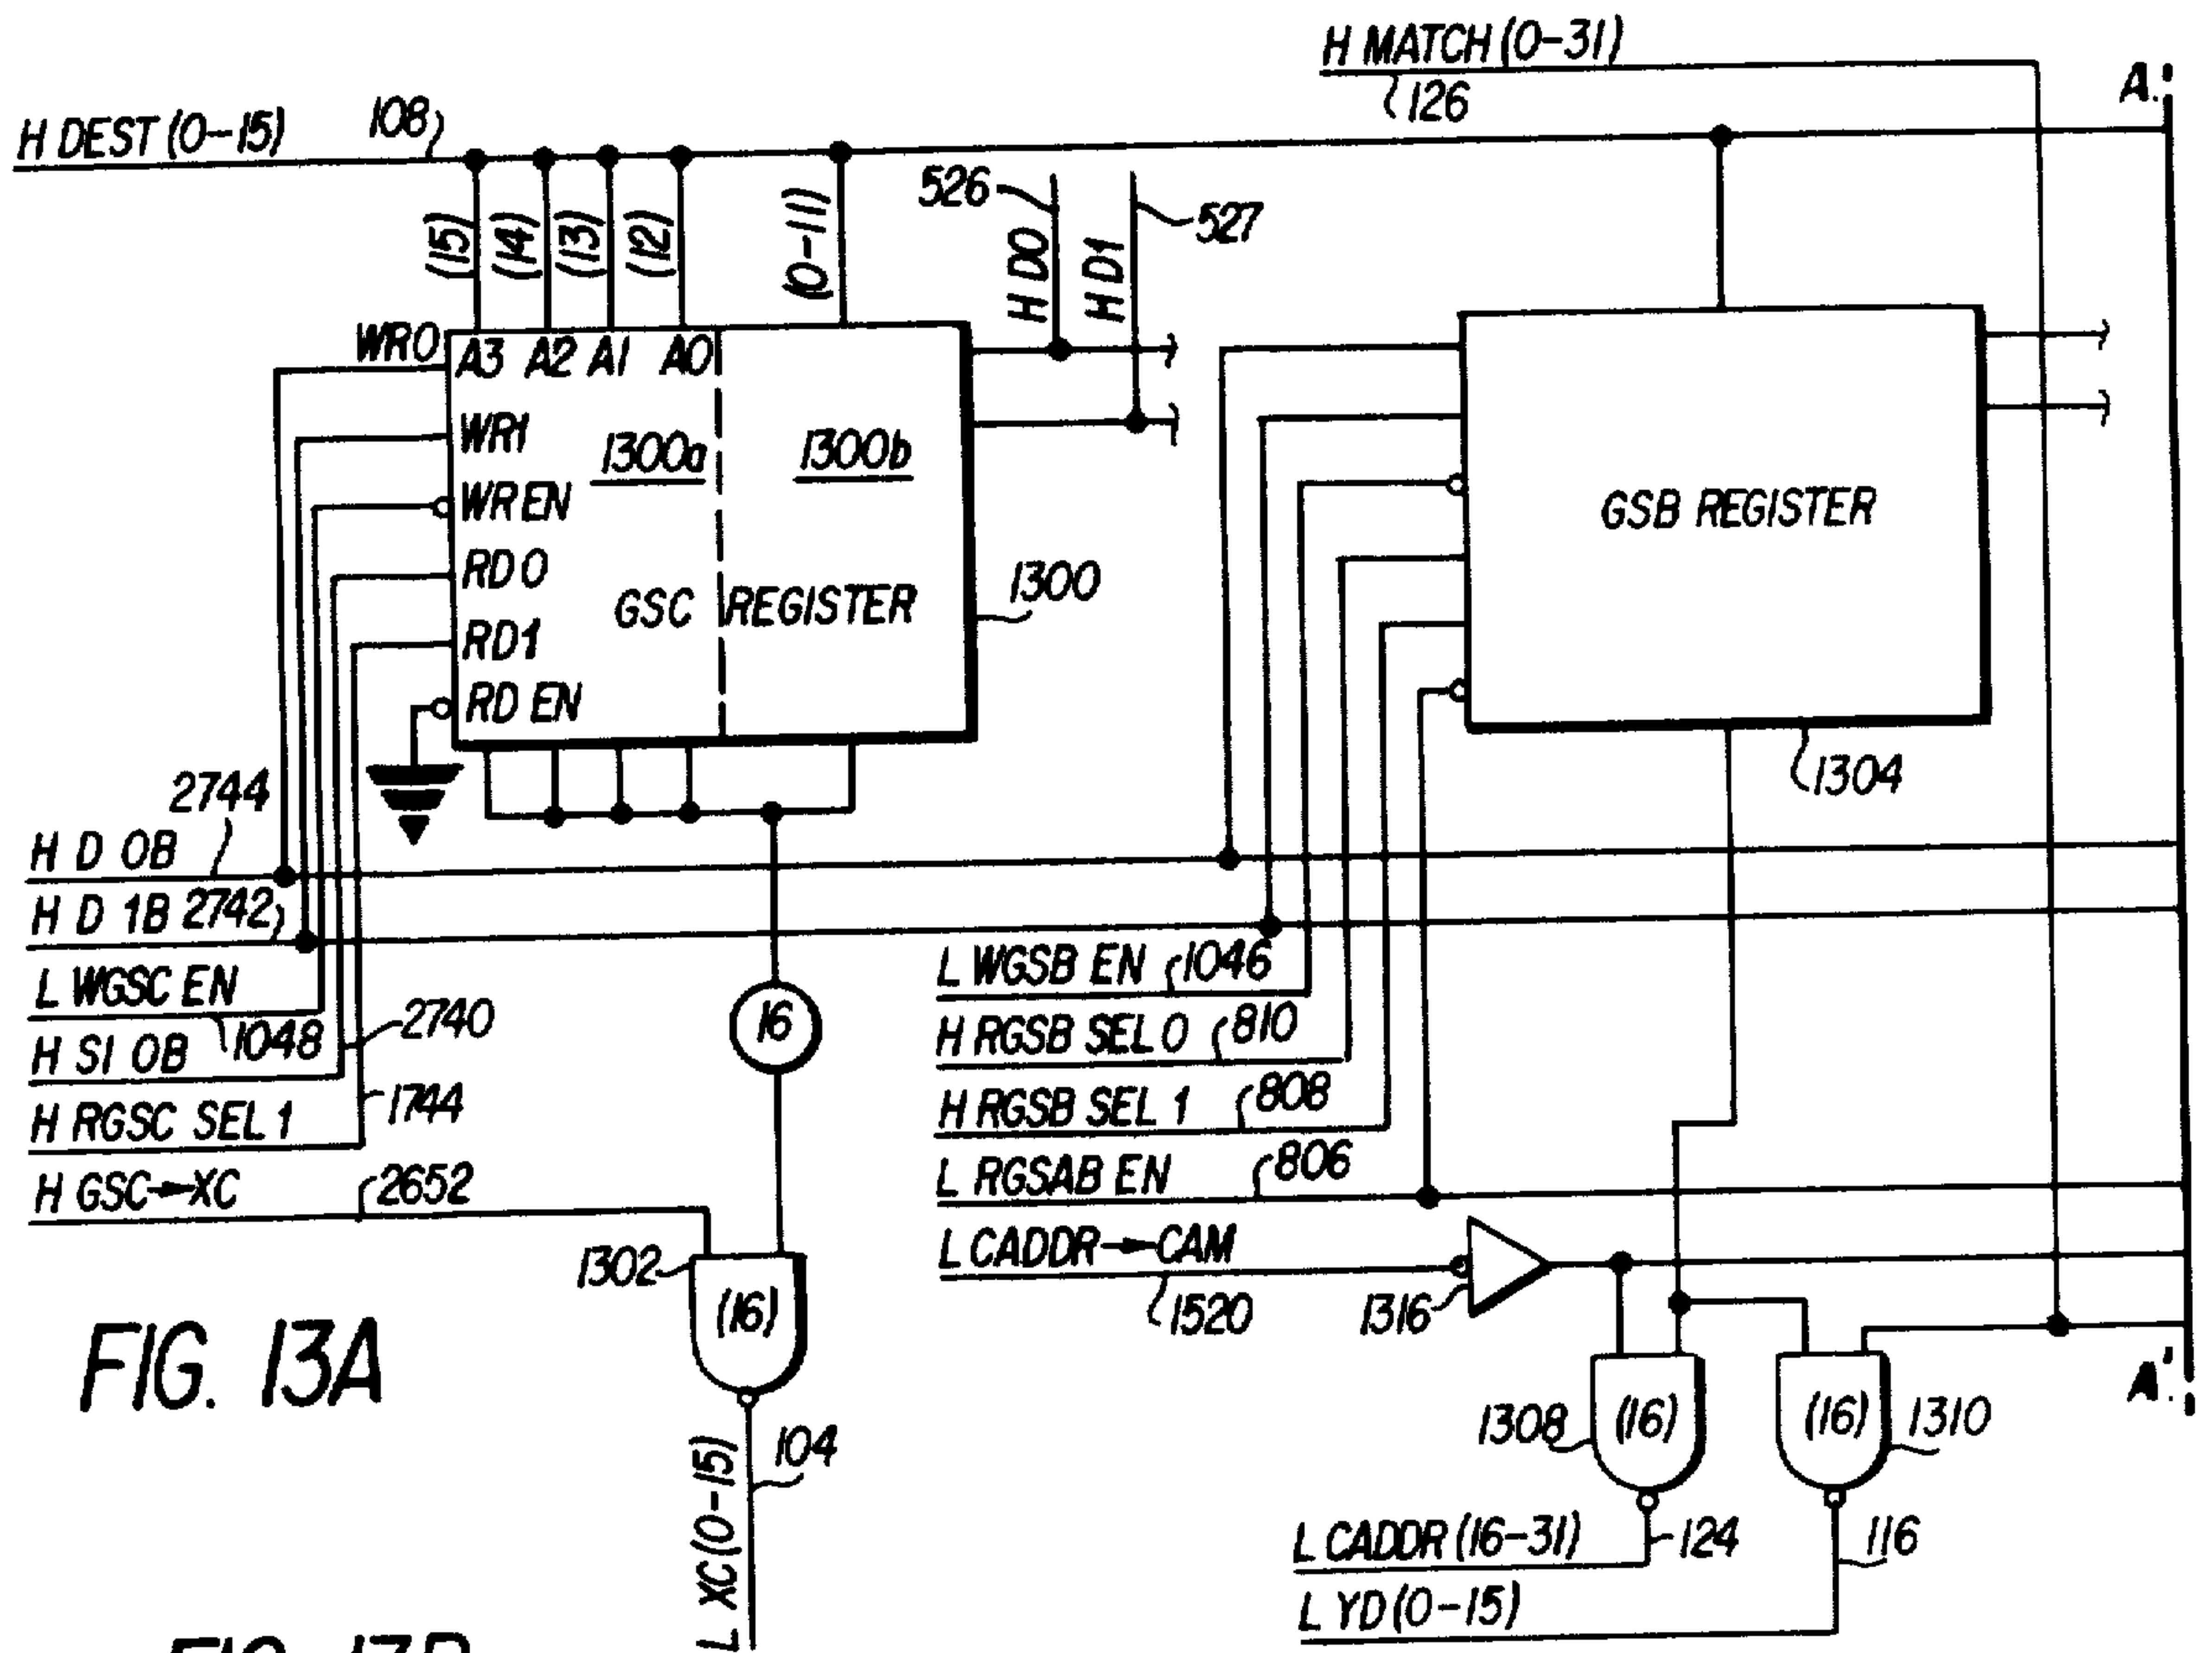 H MATCH (0-31)
126
A.'
H DEST (0-15)
108
(15)
(14)
(13)
(12)
(0-11)
526
527
H D0
H D1
WR0
A3 A2 A1 A0
WR1
1300a
1300b
WR EN
GSB REGISTER
RD 0
GSC REGISTER
1300
RD1
RD EN
1304
2744
H D 0B
H D 1B 2742
L WGSC EN
1048
2740
H S1 0B
1744
H RGSC SEL 1
H GSC→XC
2652
16
L WGSB EN
1046
H RGSB SEL 0
810
H RGSB SEL 1
808
L RGSAB EN
806
L CADDR→CAM
1520
1316
1302
(16)
FIG. 13A
A'.
1308
(16)
(16)
1310
104
L XC (0-15)
L CADDR (16-31)
124
116
L YD (0-15)